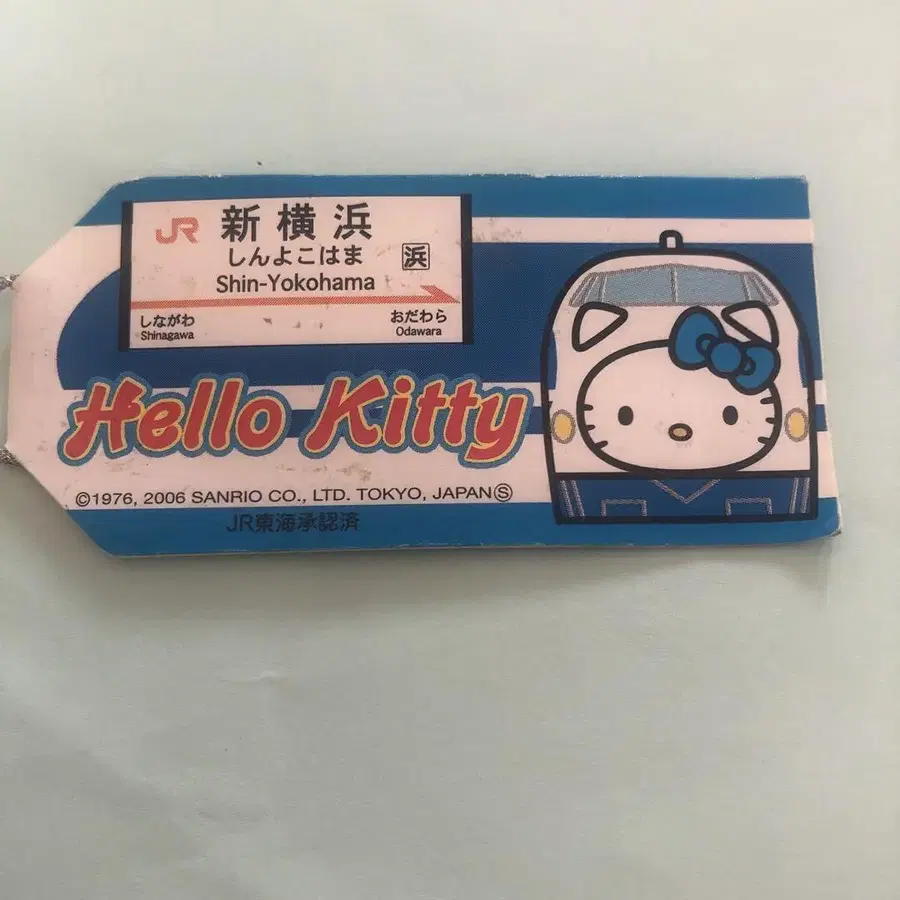 JR 新横浜
しんよこはま 浜
Shin-Yokohama
しながわ おだわら
Shinagawa Odawara
Hello Kitty
©1976, 2006 SANRIO CO., LTD. TOKYO, JAPANⓈ
JR東海承認済